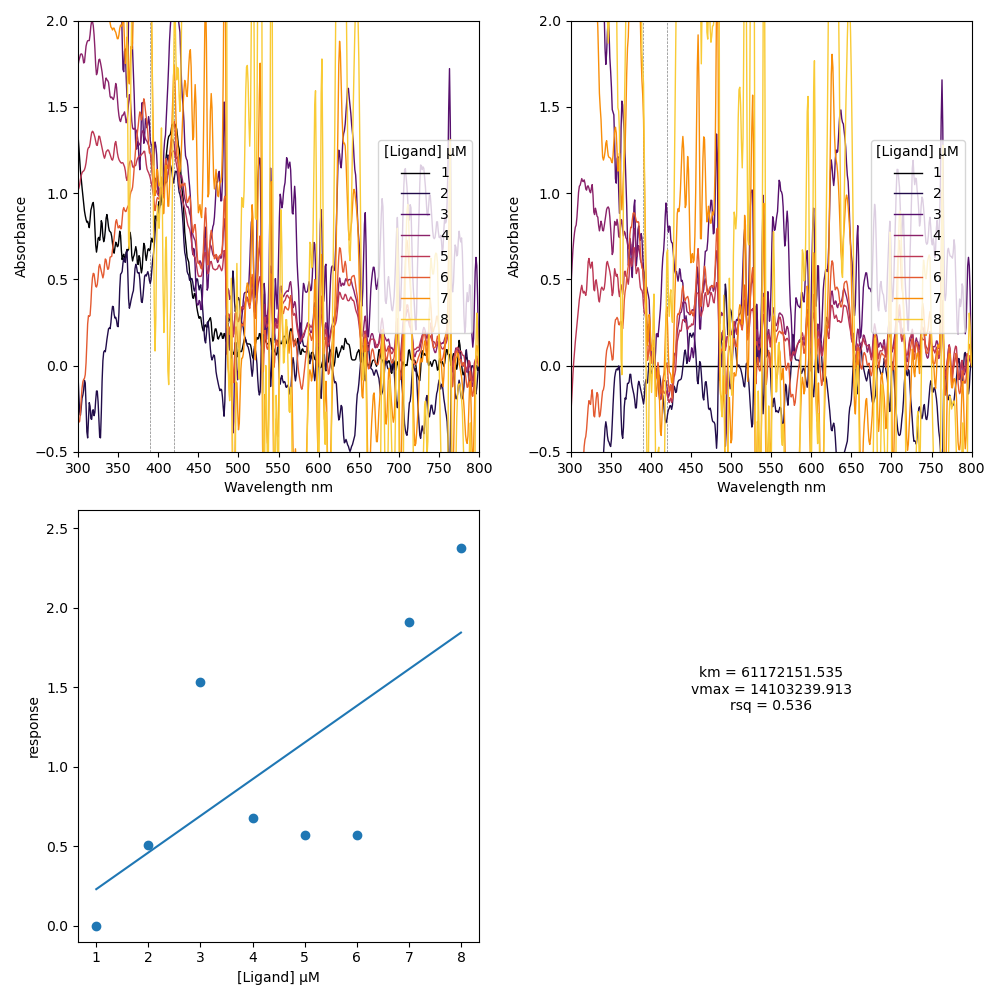 2.0
1.5
1.0
0.5
0.0
−0.5
Absorbance
300 350 400 450 500 550 600 650 700 750 800
Wavelength nm
[Ligand] µM
1
2
3
4
5
6
7
8
2.0
1.5
1.0
0.5
0.0
−0.5
Absorbance
300 350 400 450 500 550 600 650 700 750 800
Wavelength nm
[Ligand] µM
1
2
3
4
5
6
7
8
2.5
2.0
1.5
1.0
0.5
0.0
response
1 2 3 4 5 6 7 8
[Ligand] µM
km = 61172151.535
vmax = 14103239.913
rsq = 0.536